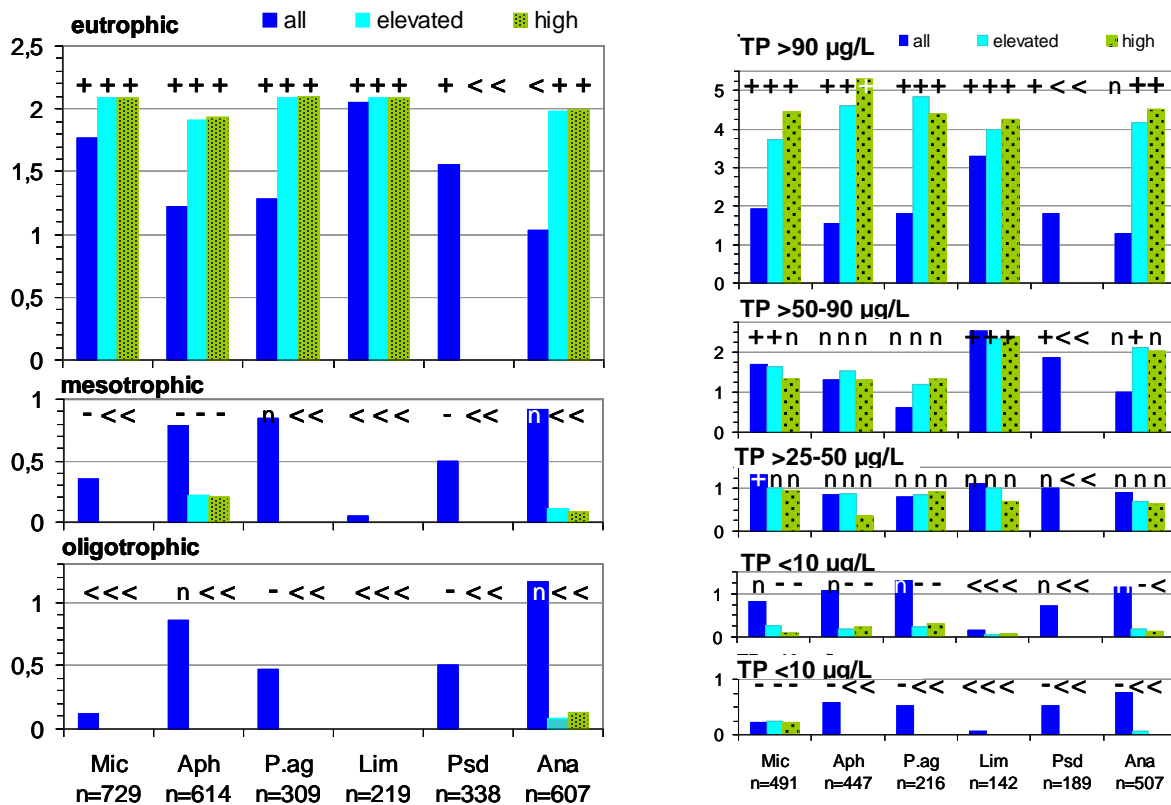 eutrophic
all elevated high
2,5
+ + + + + + + + + + < < < + +
2
1,5
1
0,5
0
mesotrophic
1
- < < - - - n < < < < < - < < n < <
0,5
0
oligotrophic
< < < n < < - < < < < < - < < n < <
1
0,5
0
Mic Aph P.ag Lim Psd Ana
n=729 n=614 n=309 n=219 n=338 n=607
TP >90 µg/L
all elevated high
+ + + + + + + + + + + + + < < n + +
5
4
3
2
1
0
TP >50-90 µg/L
+ + n n n n n n n + + + + < < n + n
2
1
0
TP >25-50 µg/L
+ n n n n n n n n n n n n < < n n n
1
0
TP <10 µg/L
n - - n - - n - - < < < n < < n - <
1
0
TP <10 µg/L
- - - - < < - < < < < < - < < - < <
1
0
Mic Aph P.ag Lim Psd Ana
n=491 n=447 n=216 n=142 n=189 n=507